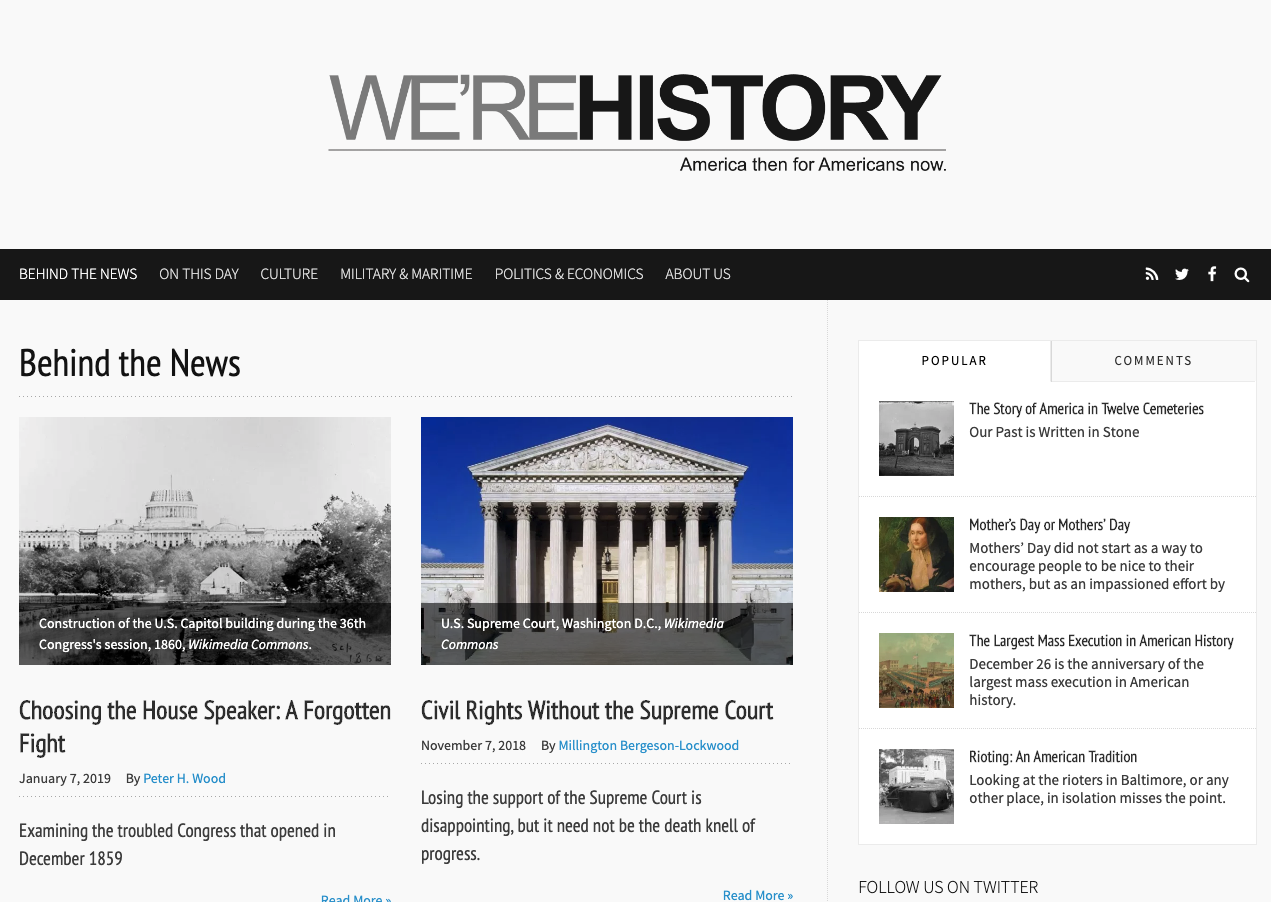 WE'REHISTORY
America then for Americans now.
BEHIND THE NEWS ON THIS DAY CULTURE MILITARY & MARITIME POLITICS & ECONOMICS ABOUT US
Behind the News
Construction of the U.S. Capitol building during the 36th
Congress's session, 1860, Wikimedia Commons.
Choosing the House Speaker: A Forgotten
Fight
January 7, 2019 By Peter H. Wood
Examining the troubled Congress that opened in
December 1859
Read More »
U.S. Supreme Court, Washington D.C., Wikimedia
Commons
Civil Rights Without the Supreme Court
November 7, 2018 By Millington Bergeson-Lockwood
Losing the support of the Supreme Court is
disappointing, but it need not be the death knell of
progress.
Read More »
POPULAR COMMENTS
The Story of America in Twelve Cemeteries
Our Past is Written in Stone
Mother's Day or Mothers' Day
Mothers' Day did not start as a way to
encourage people to be nice to their
mothers, but as an impassioned effort by
The Largest Mass Execution in American History
December 26 is the anniversary of the
largest mass execution in American
history.
Rioting: An American Tradition
Looking at the rioters in Baltimore, or any
other place, in isolation misses the point.
FOLLOW US ON TWITTER